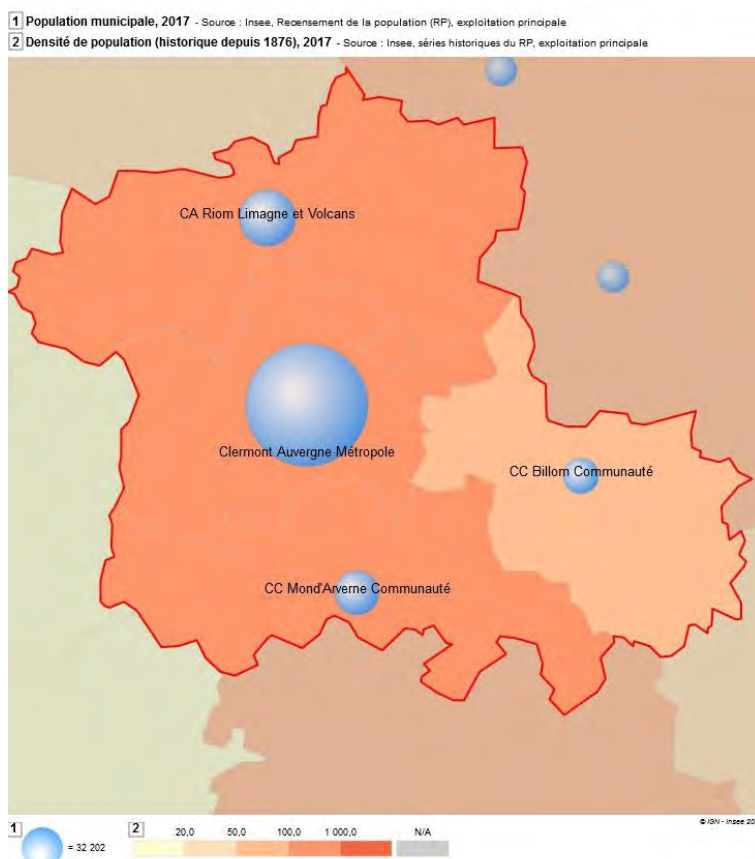 1 Population municipale, 2017 - Source : Insee, Recensement de la population (RP), exploitation principale
2 Densité de population (historique depuis 1876), 2017 - Source : Insee, séries historiques du RP, exploitation principale
CA Riom Limagne et Volcans
Clermont Auvergne Métropole
CC Billom Communauté
CC Mond'Arverne Communauté
© IGN - Insee 20
1 = 32 202
2 20,0 50,0 100,0 1 000,0 N/A